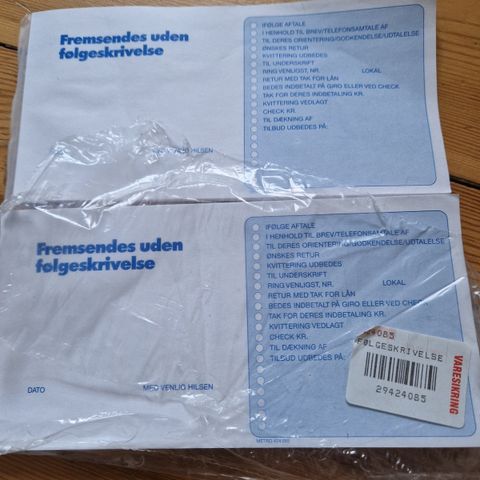 Fremsendes uden
følgeskrivelse
MED VENLIG HILSEN
IFØLGE AFTALE
I HENHOLD TIL BREV/TELEFONSAMTALE AF
TIL DERES ORIENTERING/GODKENDELSE/UDTALELSE
ØNSKES RETUR
KVITTERING UDBEDES
TIL UNDERSKRIFT
RING VENLIGST, NR. LOKAL
RETUR MED TAK FOR LÅN
BEDES INDBETALT PÅ GIRO ELLER VED CHECK
TAK FOR DERES INDBETALING KR.
KVITTERING VEDLAGT
CHECK KR.
TIL DÆKNING AF
TILBUD UDBEDES PÅ:
Fremsendes uden
følgeskrivelse
DATO MED VENLIG HILSEN
IFØLGE AFTALE
I HENHOLD TIL BREV/TELEFONSAMTALE AF
TIL DERES ORIENTERING/GODKENDELSE/UDTALELSE
ØNSKES RETUR
KVITTERING UDBEDES
TIL UNDERSKRIFT
RING VENLIGST, NR. LOKAL
RETUR MED TAK FOR LÅN
BEDES INDBETALT PÅ GIRO ELLER VED CHECK
TAK FOR DERES INDBETALING KR.
KVITTERING VEDLAGT
CHECK KR.
TIL DÆKNING AF
TILBUD UDBEDES PÅ:
FØLGESKRIVELSE
29424085
VARESIKRING